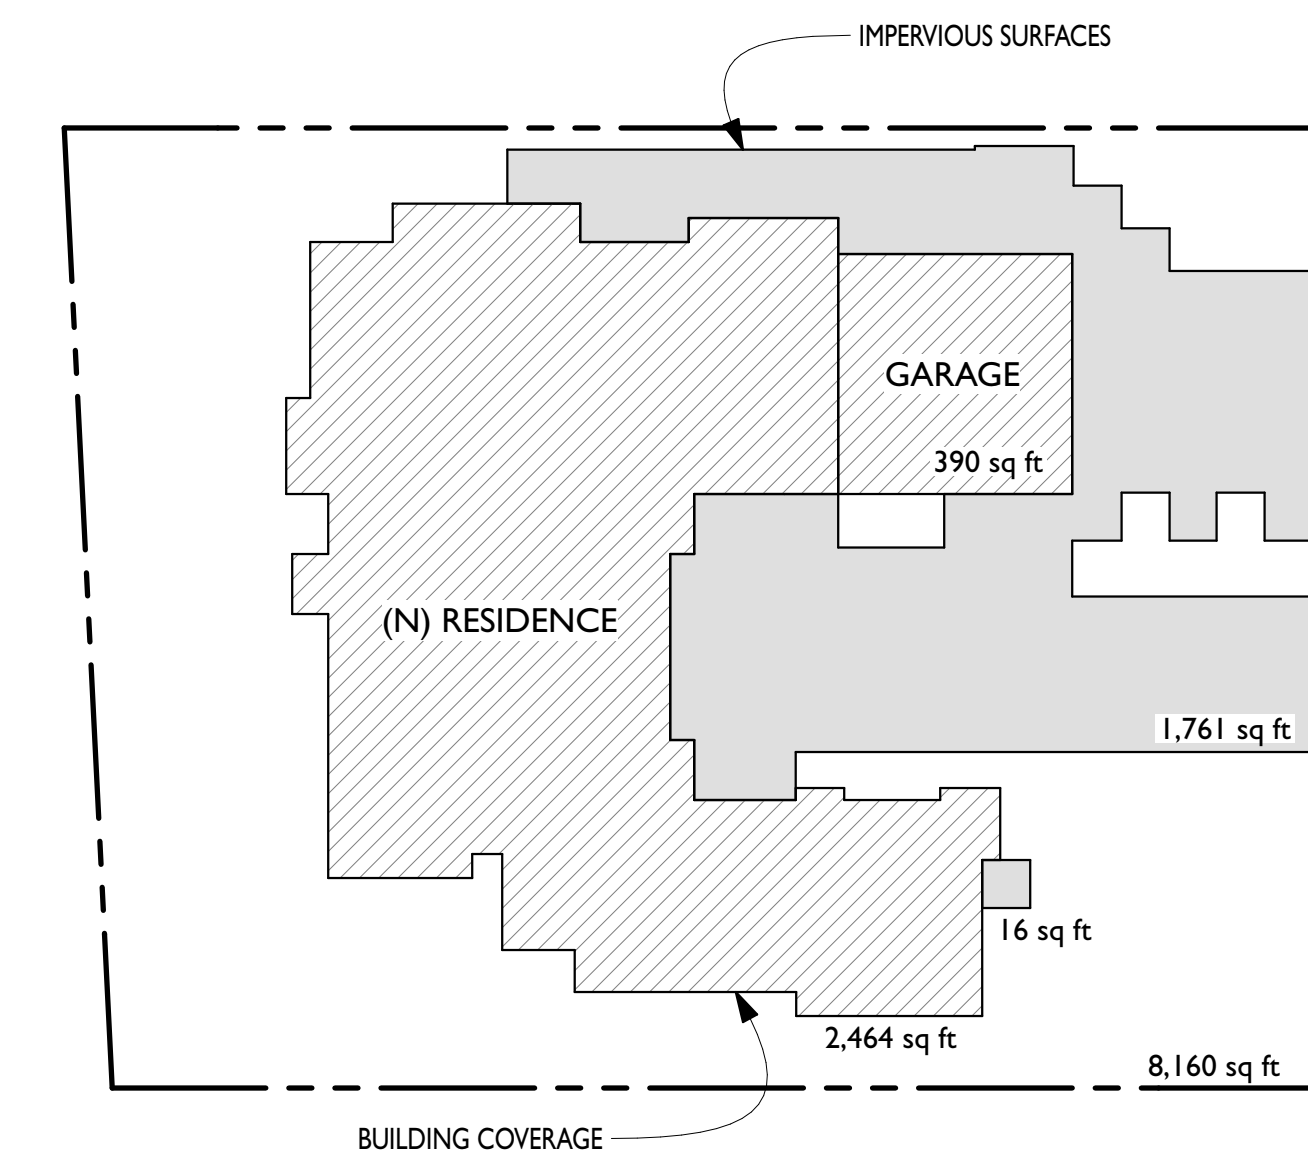 IMPERVIOUS SURFACES
GARAGE
390 sq ft
(N) RESIDENCE
1,761 sq ft
16 sq ft
2,464 sq ft
8,160 sq ft
BUILDING COVERAGE